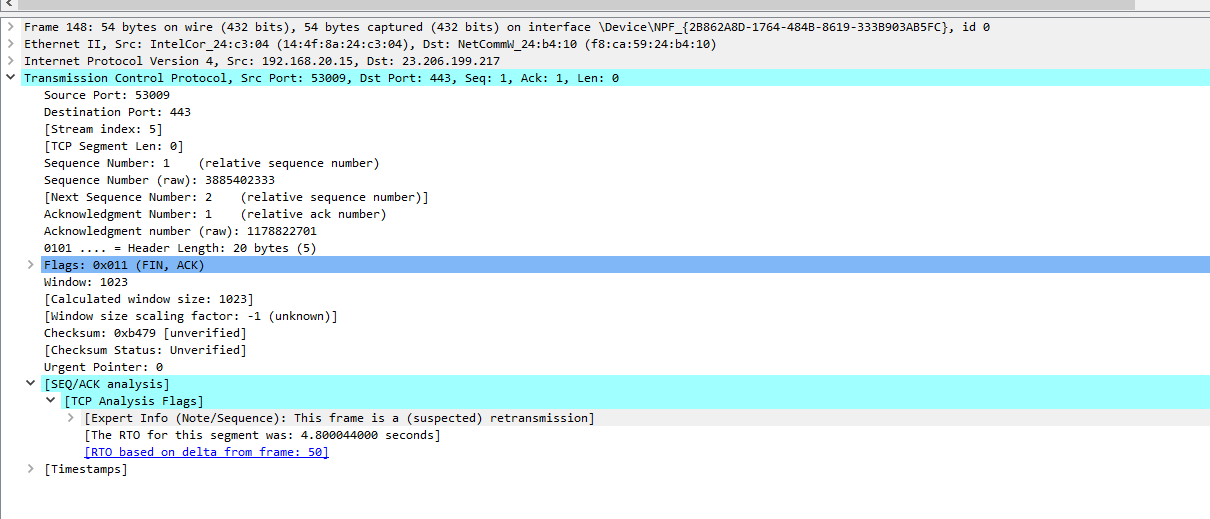 Frame 148: 54 bytes on wire (432 bits), 54 bytes captured (432 bits) on interface \Device\NPF_{2B862A8D-1764-484B-8619-333B903AB5FC}, id 0
Ethernet II, Src: IntelCor_24:c3:04 (14:4f:8a:24:c3:04), Dst: NetCommW_24:b4:10 (f8:ca:59:24:b4:10)
Internet Protocol Version 4, Src: 192.168.20.15, Dst: 23.206.199.217
Transmission Control Protocol, Src Port: 53009, Dst Port: 443, Seq: 1, Ack: 1, Len: 0
Source Port: 53009
Destination Port: 443
[Stream index: 5]
[TCP Segment Len: 0]
Sequence Number: 1    (relative sequence number)
Sequence Number (raw): 3885402333
[Next Sequence Number: 2    (relative sequence number)]
Acknowledgment Number: 1    (relative ack number)
Acknowledgment number (raw): 1178822701
0101 .... = Header Length: 20 bytes (5)
Flags: 0x011 (FIN, ACK)
Window: 1023
[Calculated window size: 1023]
[Window size scaling factor: -1 (unknown)]
Checksum: 0xb479 [unverified]
[Checksum Status: Unverified]
Urgent Pointer: 0
[SEQ/ACK analysis]
[TCP Analysis Flags]
[Expert Info (Note/Sequence): This frame is a (suspected) retransmission]
[The RTO for this segment was: 4.800044000 seconds]
[RTO based on delta from frame: 50]
[Timestamps]